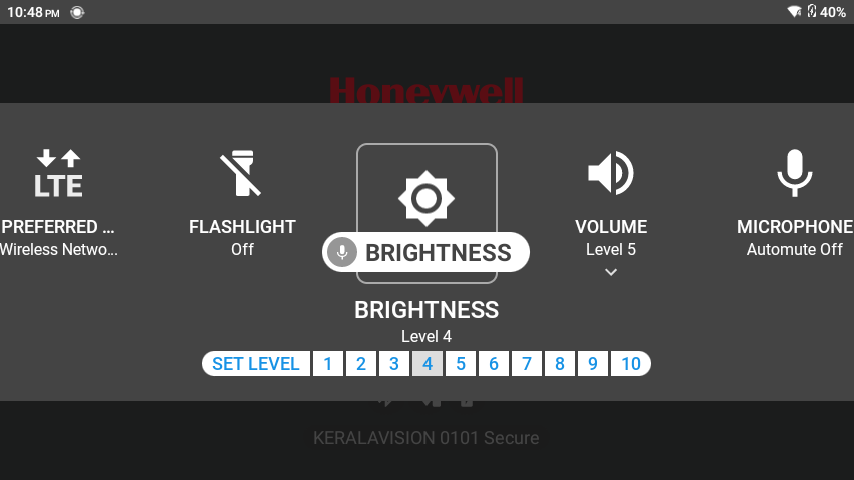 10:48 PM
40%
Honeywell
LTE
PREFERRED ...
Wireless Netwo...
FLASHLIGHT
Off
BRIGHTNESS
VOLUME
Level 5
MICROPHONE
Automute Off
BRIGHTNESS
Level 4
SET LEVEL 1 2 3 4 5 6 7 8 9 10
KERALAVISION 0101 Secure